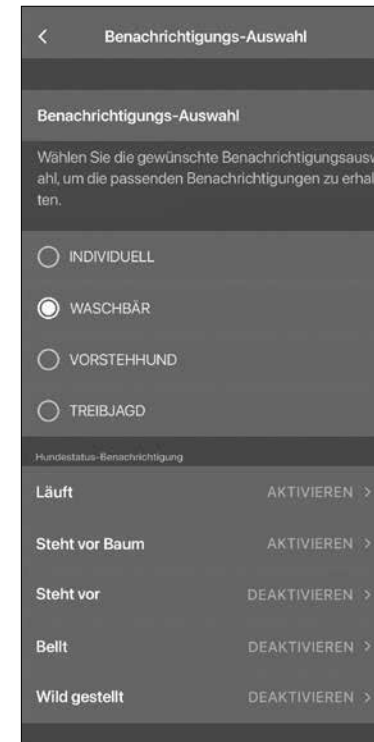 Benachrichtigungs-Auswahl
Benachrichtigungs-Auswahl
Wählen Sie die gewünschte Benachrichtigungsausw
ahl, um die passenden Benachrichtigungen zu erhal
ten.
INDIVIDUELL
WASCHBÄR
VORSTEHHUND
TREIBJAGD
Hundestatus-Benachrichtigung
Läuft AKTIVIEREN >
Steht vor Baum AKTIVIEREN >
Steht vor DEAKTIVIEREN >
Bellt DEAKTIVIEREN >
Wild gestellt DEAKTIVIEREN >